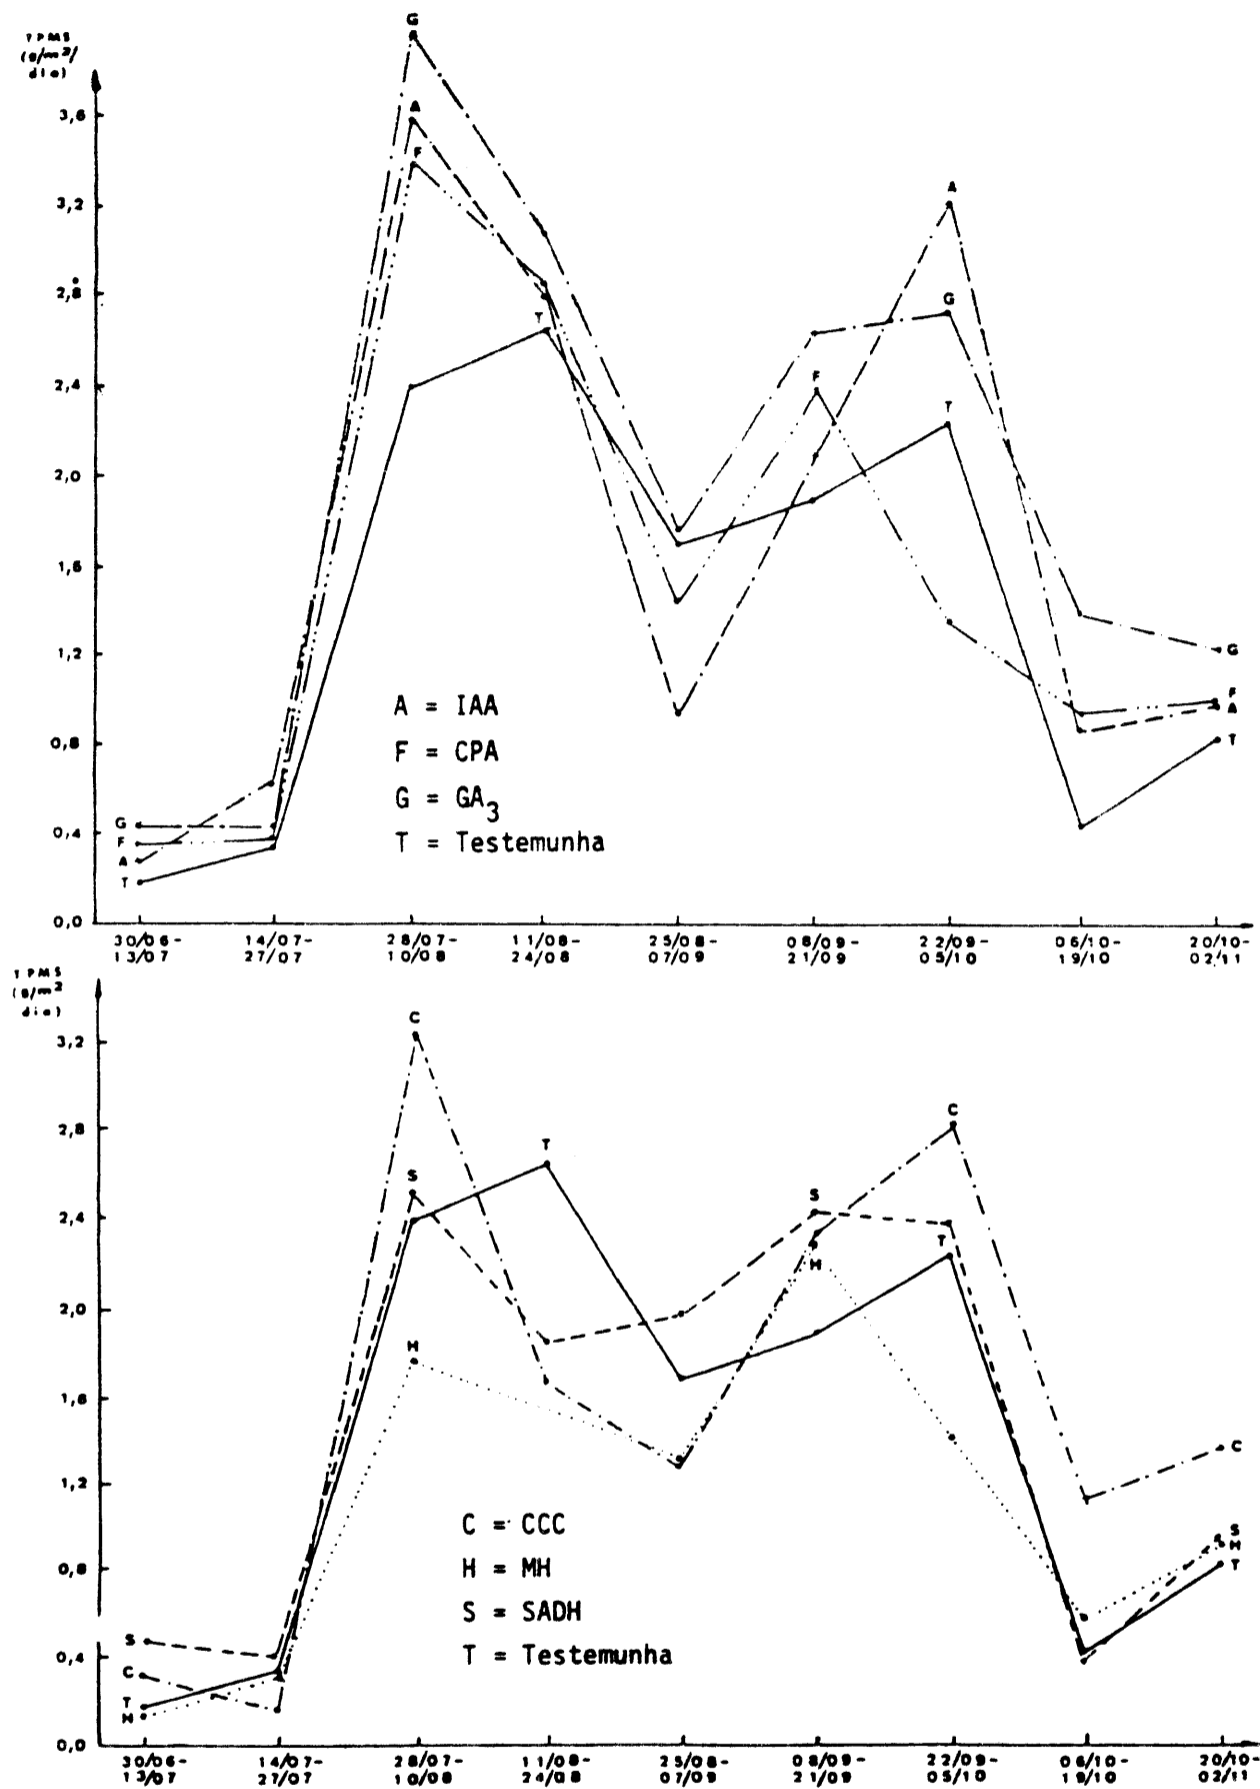 G
TPMS
(g/m²/
dia)
A
3,6
F
3,2
A
2,8
G
T
2,4
F
T
2,0
1,6
1,2
G
F
A
A = IAA
F = CPA
0,8
T
G = GA₃
G
0,4
T = Testemunha
F
A
T
0,0
30/06- 14/07- 28/07- 11/08- 25/08- 08/09- 22/09- 06/10- 20/10-
13/07 27/07 10/08 24/08 07/09 21/09 05/10 19/10 02/11
TPMS
(g/m²
dia)
C
3,2
2,8
C
T
S
S
2,4
T
H
2,0
H
1,6
C
1,2
C = CCC
S
H
0,8
H = MH
T
S = SADH
S
T = Testemunha
0,4
C
T
H
0,0
30/06- 14/07- 28/07- 11/08- 25/08- 08/09- 22/09- 06/10- 20/10-
13/07 27/07 10/08 24/08 07/09 21/09 05/10 19/10 02/11